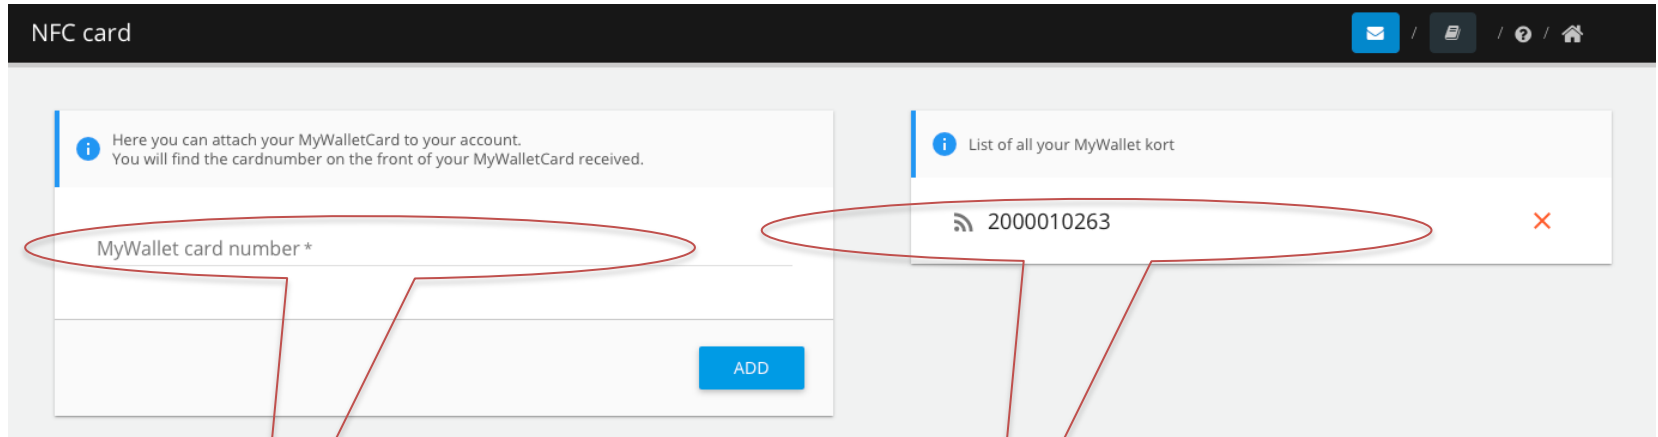 NFC card
/ / /
Here you can attach your MyWalletCard to your account.
You will find the cardnumber on the front of your MyWalletCard received.
MyWallet card number *
ADD
List of all your MyWallet kort
2000010263